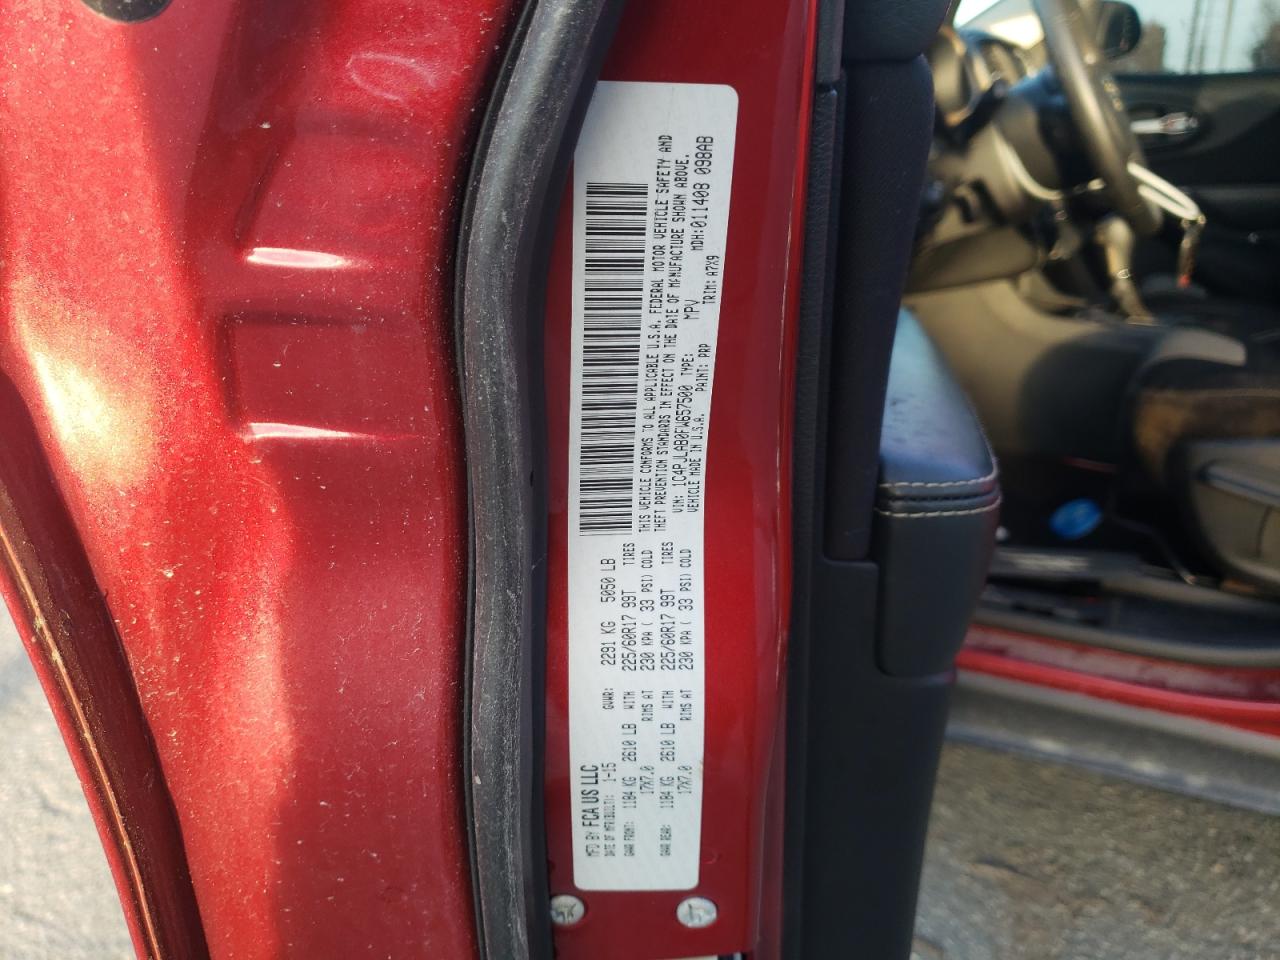 MFD BY FCA US LLC
DATE OF MFR(BUILT): 1-15 GVWR: 2291 KG 5050 LB
GAWR FRONT: 1184 KG 2610 LB WITH 225/60R17 99T TIRES
17X7.0 RIMS AT 230 KPA ( 33 PSI) COLD
GAWR REAR: 1184 KG 2610 LB WITH 225/60R17 99T TIRES
17X7.0 RIMS AT 230 KPA ( 33 PSI) COLD
THIS VEHICLE CONFORMS TO ALL APPLICABLE U.S.A. FEDERAL MOTOR VEHICLE SAFETY AND
THEFT PREVENTION STANDARDS IN EFFECT ON THE DATE OF MANUFACTURE SHOWN ABOVE.
VIN: 1C4PJLAB0FW657500 TYPE: MPV MDH:011408 098AB
VEHICLE MADE IN U.S.A. PAINT: PRP TRIM: A7X9